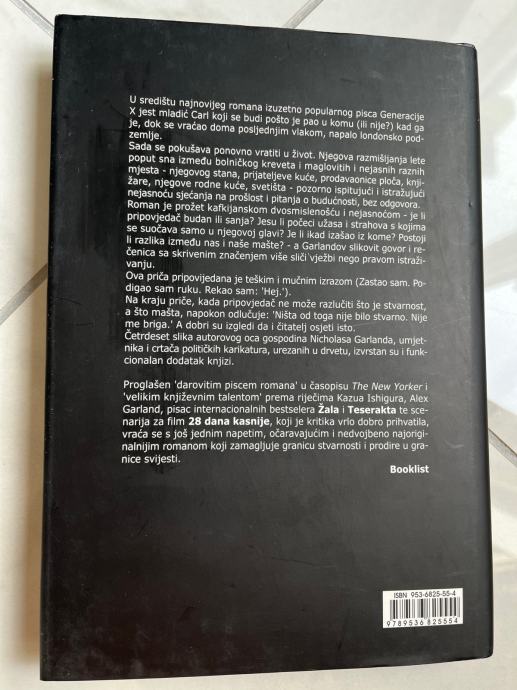 U središtu najnovijeg romana izuzetno popularnog pisca Generacije
X jest mladić Carl koji se budi pošto je pao u komu (ili nije?) kad ga
je, dok se vraćao doma posljednjim vlakom, napalo londonsko pod-
zemlje.
Sada se pokušava ponovno vratiti u život. Njegova razmišljanja lete
poput sna između bolničkog kreveta i maglovitih i nejasnih raznih
mjesta - njegovog stana, prijateljeve kuće, prodavaonice ploča, knji-
žare, njegove rodne kuće, svetišta - pozorno ispitujući i istražujući
nejasnoću sjećanja na prošlost i pitanja o budućnosti, bez odgovora.
Roman je prožet kafkijanskom dvosmislenošću i nejasnoćom - je li
pripovjedač budan ili sanja? Jesu li počeci užasa i strahova s kojima
se suočava samo u njegovoj glavi? Je li ikad izašao iz kome? Postoji
li razlika između nas i naše mašte? - a Garlandov slikovit govor i re-
čenica sa skrivenim značenjem više sliči vježbi nego pravom istraži-
vanju.
Ova priča pripovijedana je teškim i mučnim izrazom (Zastao sam. Po-
digao sam ruku. Rekao sam: 'Hej.').
Na kraju priče, kada pripovjedač ne može razlučiti što je stvarnost,
a što mašta, napokon odlučuje: 'Ništa od toga nije bilo stvarno. Nije
me briga.' A dobri su izgledi da i čitatelj osjeti isto.
Četrdeset slika autorovog oca gospodina Nicholasa Garlanda, umjet-
nika i crtača političkih karikatura, urezanih u drvetu, izvrstan su i fun-
kcionalan dodatak knjizi.
Proglašen 'darovitim piscem romana' u časopisu The New Yorker i
'velikim književnim talentom' prema riječima Kazua Ishigura, Alex
Garland, pisac internacionalnih bestselera Žala i Teserakta te sce-
narija za film 28 dana kasnije, koji je kritika vrlo dobro prihvatila,
vraća se s još jednim napetim, očaravajućim i nedvojbeno najorigi-
nalnijim romanom koji zamagljuje granicu stvarnosti i prodire u gra-
nice svijesti.
Booklist
ISBN 953-6825-55-4
9789536825554